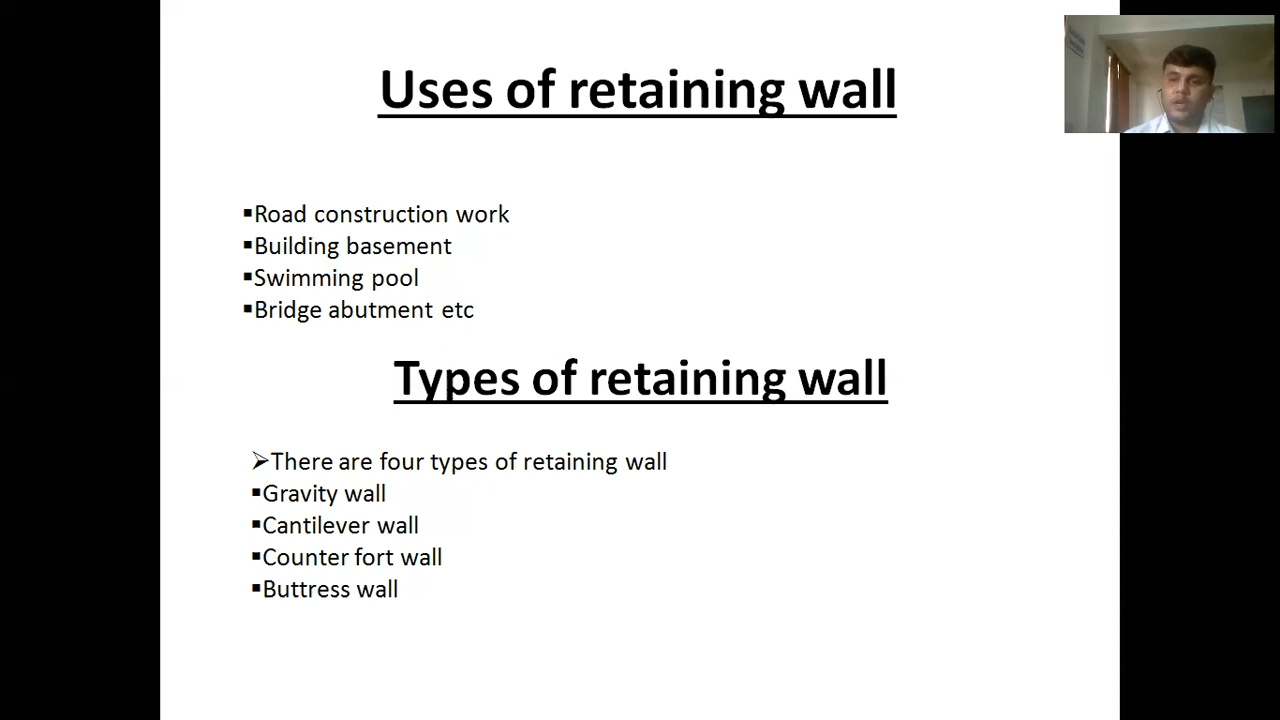 Uses of retaining wall
▪Road construction work
▪Building basement
▪Swimming pool
▪Bridge abutment etc
Types of retaining wall
➢There are four types of retaining wall
▪Gravity wall
▪Cantilever wall
▪Counter fort wall
▪Buttress wall